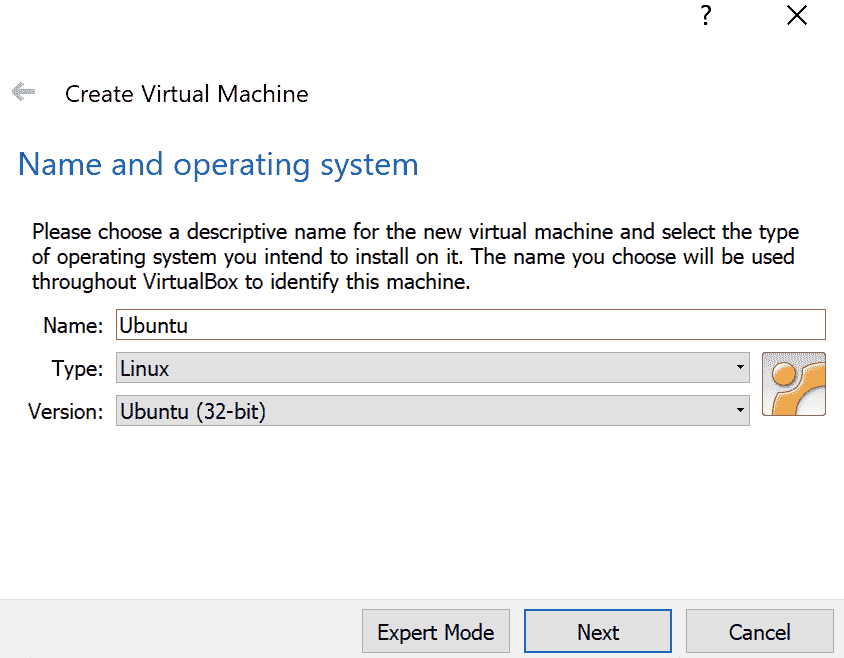 ?
Create Virtual Machine
Name and operating system
Please choose a descriptive name for the new virtual machine and select the type
of operating system you intend to install on it. The name you choose will be used
throughout VirtualBox to identify this machine.
Name: Ubuntu
Type: Linux
Version: Ubuntu (32-bit)
Expert Mode Next Cancel